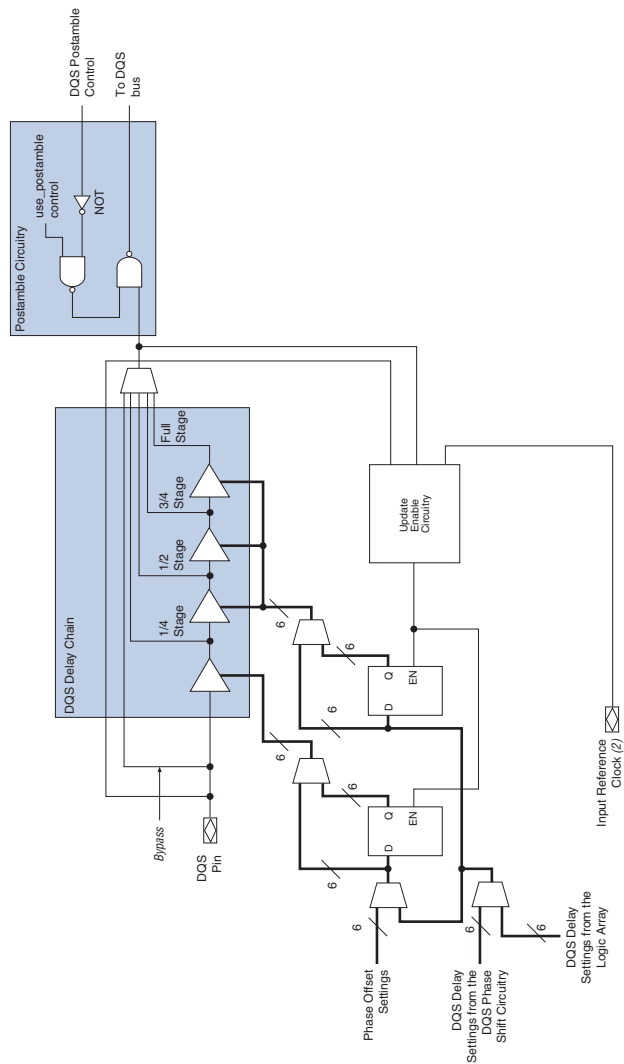 DQS Postamble
Control
To DQS
bus
Postamble Circuitry
use_postamble
control
NOT
DQS Delay Chain
1/4
Stage
1/2
Stage
3/4
Stage
Full
Stage
Bypass
DQS
Pin
6
6
6
6
6
6
D
Q
EN
D
Q
EN
Update
Enable
Circuitry
6
6
6
Phase Offset
Settings
DQS Delay
Settings from the
DQS Phase
Shift Circuitry
DQS Delay
Settings from the
Logic Array
Input Reference
Clock (2)